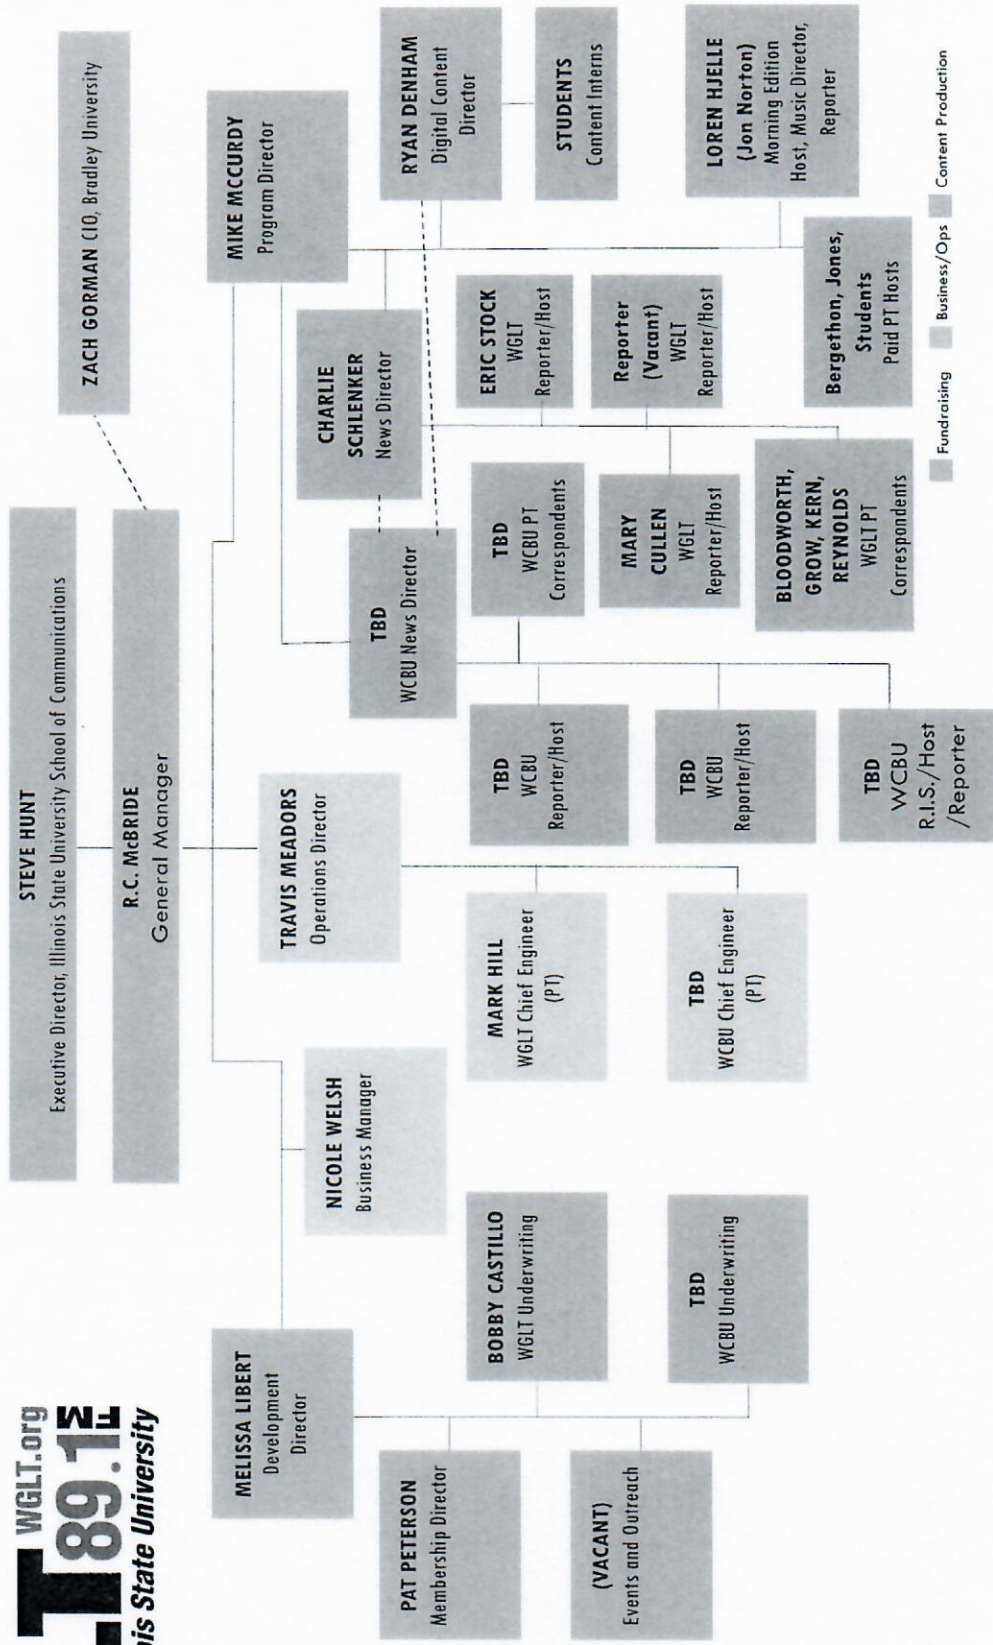 WGLT.org
89.1 FM
State University
STEVE HUNT
Executive Director, Illinois State University School of Communications
R.C. McBRIDE
General Manager
ZACH GORMAN CIO, Bradley University
MELISSA LIBERT
Development
Director
NICOLE WELSH
Business Manager
TRAVIS MEADORS
Operations Director
MIKE MCCURDY
Program Director
PAT PETERSON
Membership Director
(VACANT)
Events and Outreach
BOBBY CASTILLO
WGLT Underwriting
TBD
WCBU Underwriting
MARK HILL
WGLT Chief Engineer
(PT)
TBD
WCBU Chief Engineer
(PT)
TBD
WCBU News Director
CHARLIE
SCHLENKER
News Director
RYAN DENHAM
Digital Content
Director
STUDENTS
Content Interns
LOREN HJELLE
(Jon Norton)
Morning Edition
Host, Music Director,
Reporter
TBD
WCBU
Reporter/Host
TBD
WCBU
Reporter/Host
TBD
WCBU
R.I.S./Host
/Reporter
TBD
WCBU PT
Correspondents
MARY
CULLEN
WGLT
Reporter/Host
BLOODWORTH,
GROW, KERN,
REYNOLDS
WGLT PT
Correspondents
ERIC STOCK
WGLT
Reporter/Host
Reporter
(Vacant)
WGLT
Reporter/Host
Bergethon, Jones,
Students
Paid PT Hosts
Fundraising
Business/Ops
Content Production